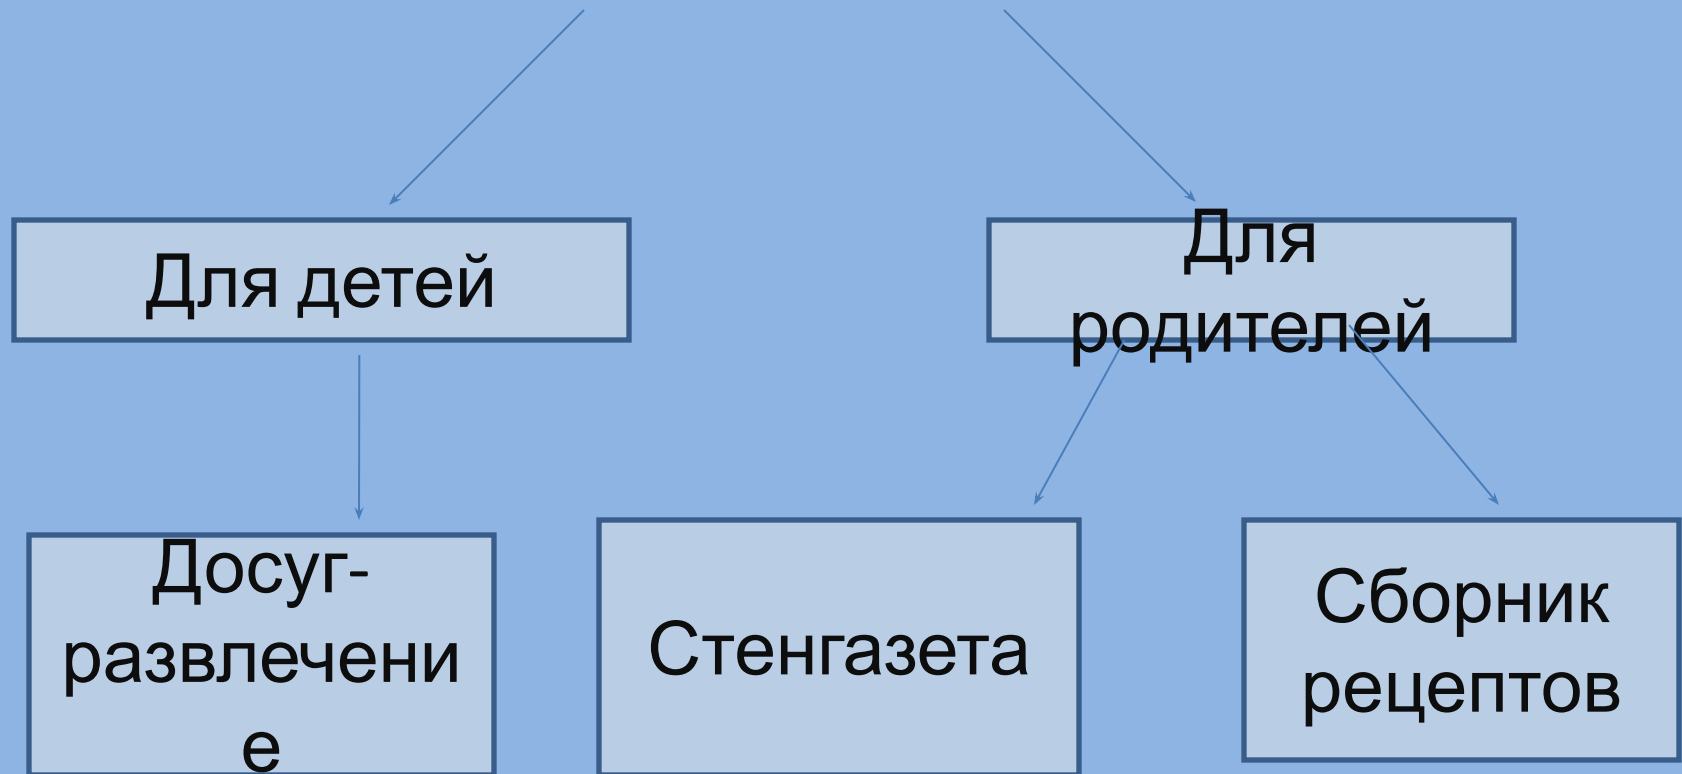 Для детей
Для
родителей
Досуг-
развлечени
е
Стенгазета
Сборник
рецептов